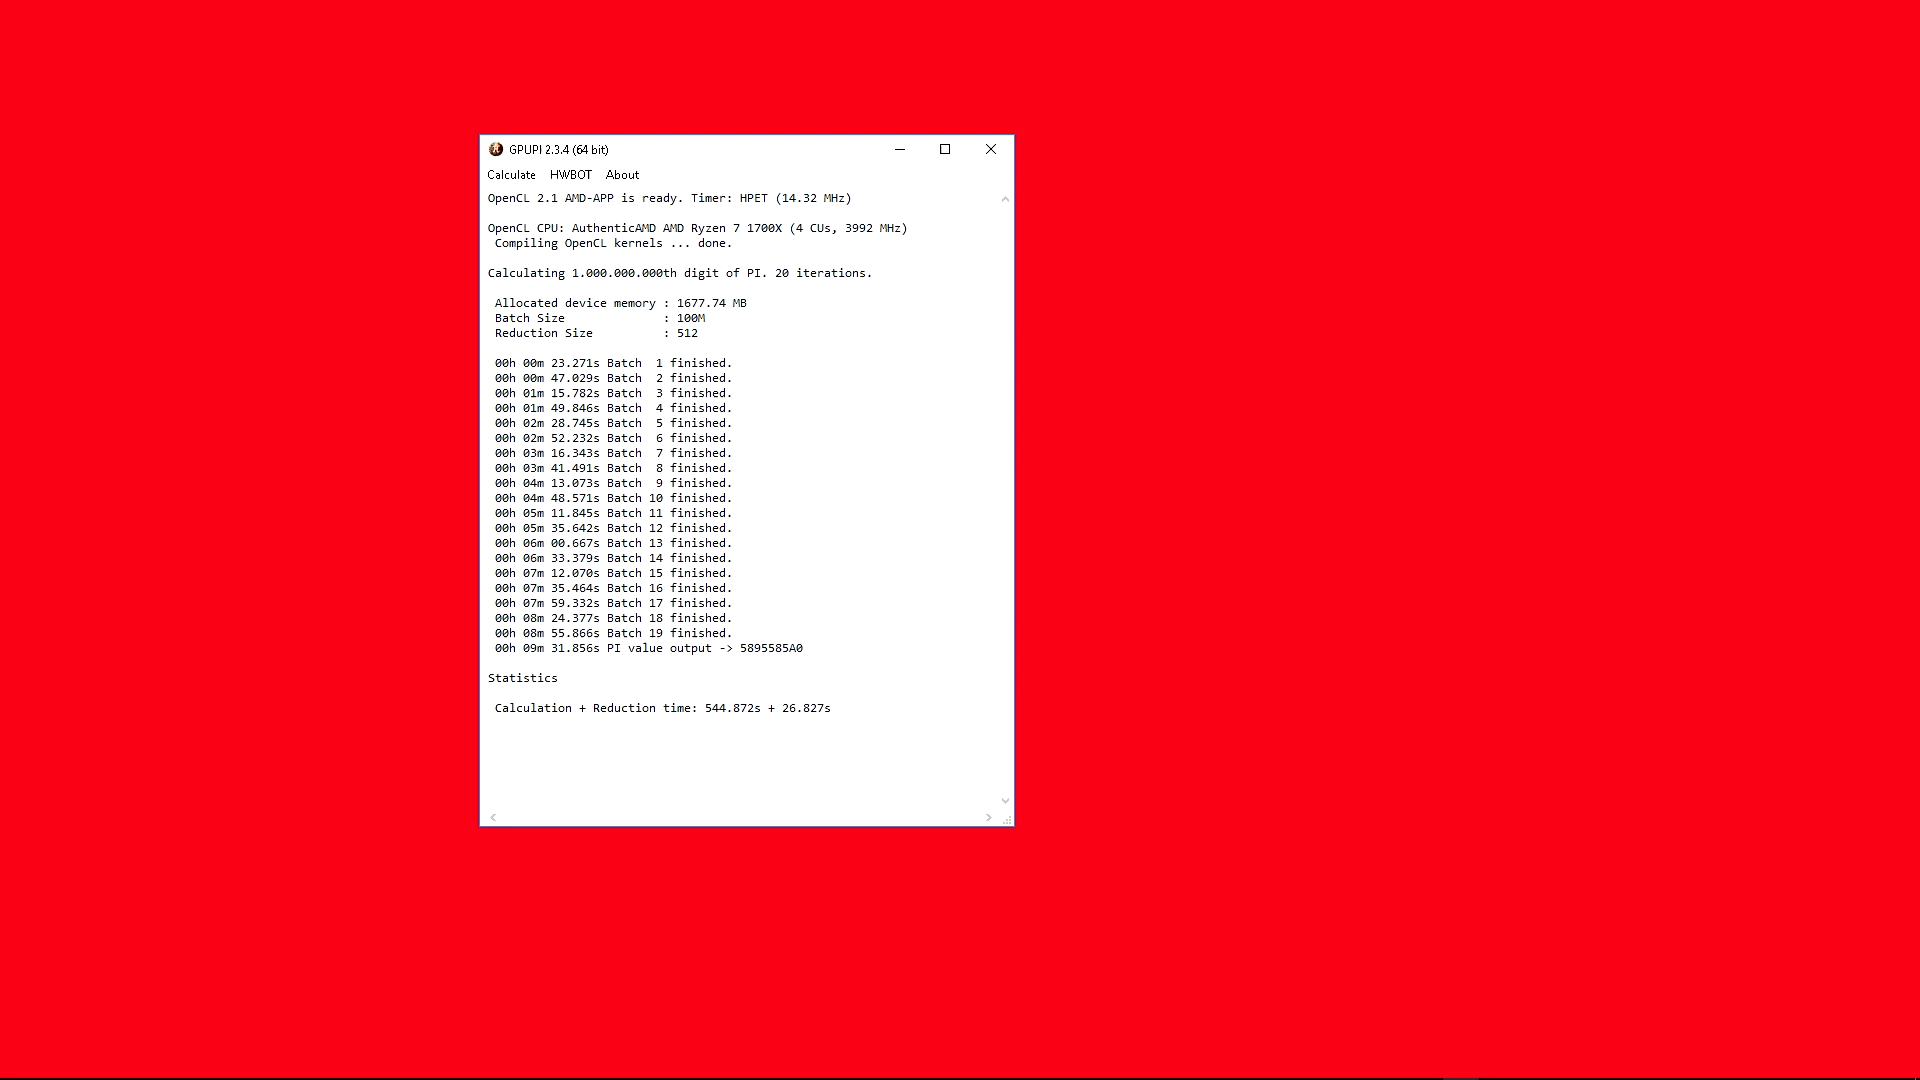 GPUPI 2.3.4 (64 bit)
Calculate HWBOT About
OpenCL 2.1 AMD-APP is ready. Timer: HPET (14.32 MHz)
OpenCL CPU: AuthenticAMD AMD Ryzen 7 1700X (4 CUs, 3992 MHz)
Compiling OpenCL kernels ... done.
Calculating 1.000.000.000th digit of PI. 20 iterations.
Allocated device memory : 1677.74 MB
Batch Size : 100M
Reduction Size : 512
00h 00m 23.271s Batch 1 finished.
00h 00m 47.029s Batch 2 finished.
00h 01m 15.782s Batch 3 finished.
00h 01m 49.846s Batch 4 finished.
00h 02m 28.745s Batch 5 finished.
00h 02m 52.232s Batch 6 finished.
00h 03m 16.343s Batch 7 finished.
00h 03m 41.491s Batch 8 finished.
00h 04m 13.073s Batch 9 finished.
00h 04m 48.571s Batch 10 finished.
00h 05m 11.845s Batch 11 finished.
00h 05m 35.642s Batch 12 finished.
00h 06m 00.667s Batch 13 finished.
00h 06m 33.379s Batch 14 finished.
00h 07m 12.070s Batch 15 finished.
00h 07m 35.464s Batch 16 finished.
00h 07m 59.332s Batch 17 finished.
00h 08m 24.377s Batch 18 finished.
00h 08m 55.866s Batch 19 finished.
00h 09m 31.856s PI value output -> 5895585A0
Statistics
Calculation + Reduction time: 544.872s + 26.827s